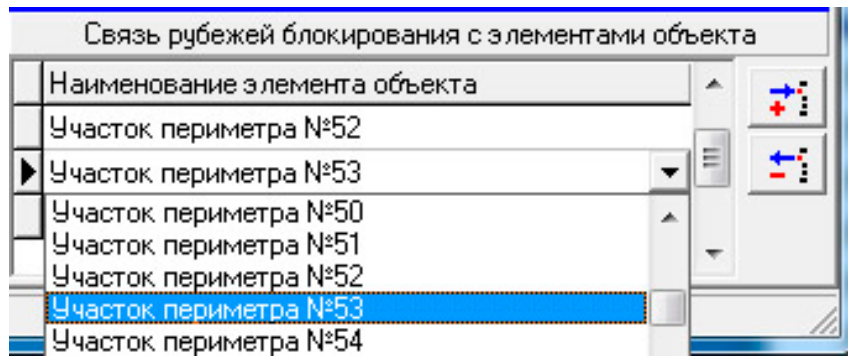 Связь рубежей блокирования с элементами объекта
Наименование элемента объекта
Участок периметра №52
Участок периметра №53
Участок периметра №50
Участок периметра №51
Участок периметра №52
Участок периметра №53
Участок периметра №54